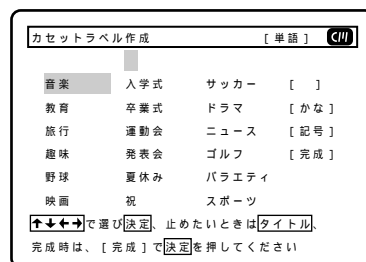 カセットラベル作成 [単語] CM
音楽 入学式 サッカー [ ]
教育 卒業式 ドラマ [かな]
旅行 運動会 ニュース [記号]
趣味 発表会 ゴルフ [完成]
野球 夏休み バラエティ
映画 祝 スポーツ
↑↓←→で選び決定、止めたいときはタイトル、
完成時は、[完成]で決定を押してください